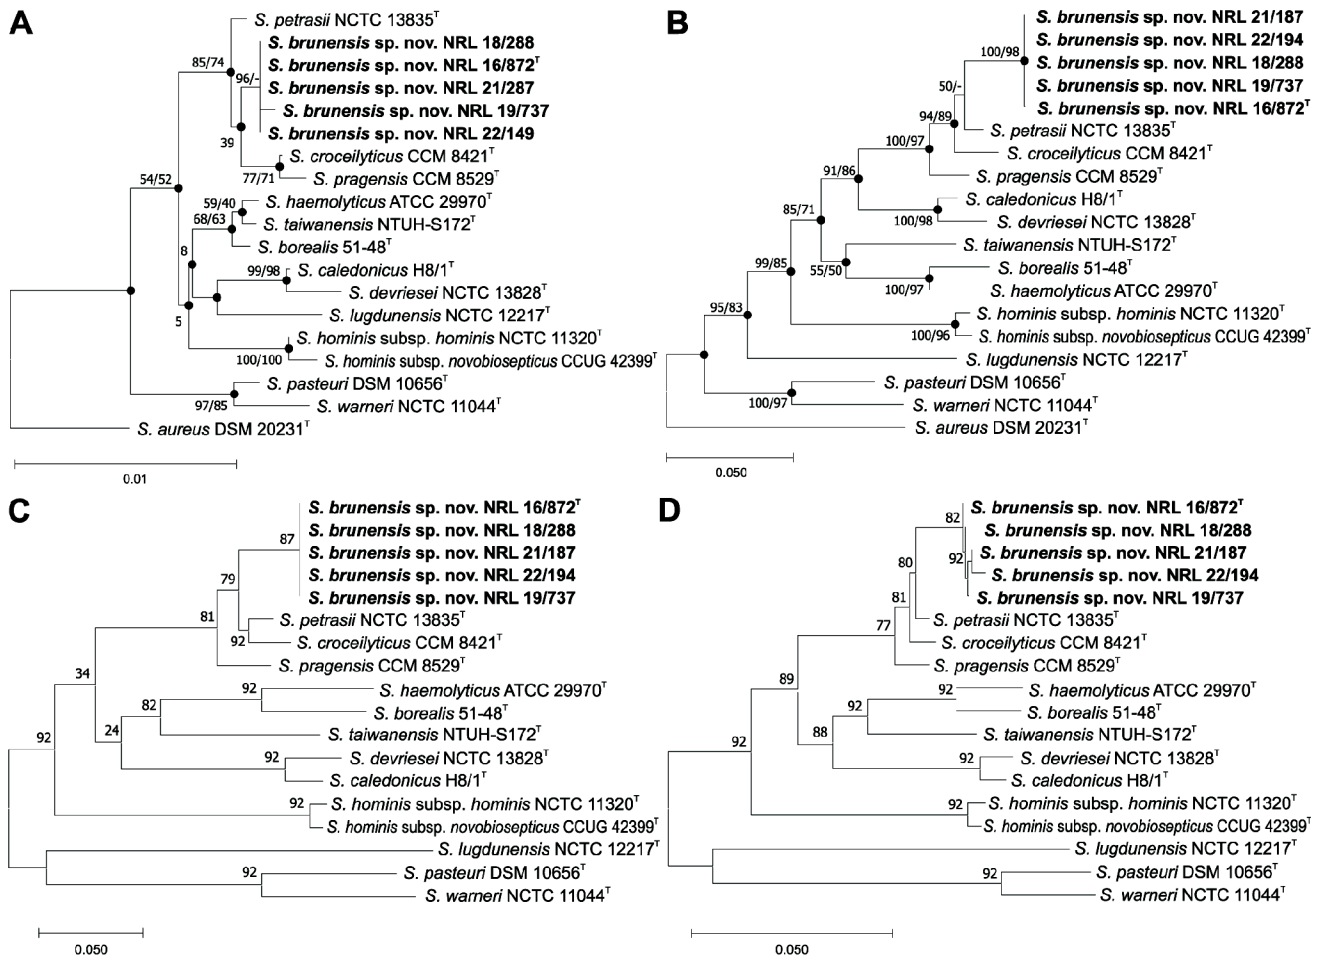 A
S. petrasii NCTC 13835T
S. brunensis sp. nov. NRL 18/288
85/74
S. brunensis sp. nov. NRL 16/872T
96/-
S. brunensis sp. nov. NRL 21/287
S. brunensis sp. nov. NRL 19/737
S. brunensis sp. nov. NRL 22/149
39
S. croceilyticus CCM 8421T
77/71
S. pragensis CCM 8529T
54/52
59/40
S. haemolyticus ATCC 29970T
68/63
S. taiwanensis NTUH-S172T
S. borealis 51-48T
8
99/98
S. caledonicus H8/1T
S. devriesei NCTC 13828T
5
S. lugdunensis NCTC 12217T
S. hominis subsp. hominis NCTC 11320T
100/100
S. hominis subsp. novobiosepticus CCUG 42399T
S. pasteuri DSM 10656T
97/85
S. warneri NCTC 11044T
S. aureus DSM 20231T
0.01
B
S. brunensis sp. nov. NRL 21/187
S. brunensis sp. nov. NRL 22/194
100/98
S. brunensis sp. nov. NRL 18/288
S. brunensis sp. nov. NRL 19/737
50/-
S. brunensis sp. nov. NRL 16/872T
94/89
S. petrasii NCTC 13835T
100/97
S. croceilyticus CCM 8421T
91/86
S. pragensis CCM 8529T
S. caledonicus H8/1T
85/71
100/98
S. devriesei NCTC 13828T
S. taiwanensis NTUH-S172T
99/85
55/50
S. borealis 51-48T
100/97
S. haemolyticus ATCC 29970T
95/83
S. hominis subsp. hominis NCTC 11320T
100/96
S. hominis subsp. novobiosepticus CCUG 42399T
S. lugdunensis NCTC 12217T
S. pasteuri DSM 10656T
100/97
S. warneri NCTC 11044T
S. aureus DSM 20231T
0.050
C
S. brunensis sp. nov. NRL 16/872T
S. brunensis sp. nov. NRL 18/288
87
S. brunensis sp. nov. NRL 21/187
S. brunensis sp. nov. NRL 22/194
79
S. brunensis sp. nov. NRL 19/737
81
S. petrasii NCTC 13835T
92
S. croceilyticus CCM 8421T
S. pragensis CCM 8529T
34
92
S. haemolyticus ATCC 29970T
82
S. borealis 51-48T
24
S. taiwanensis NTUH-S172T
92
92
S. devriesei NCTC 13828T
S. caledonicus H8/1T
92
S. hominis subsp. hominis NCTC 11320T
S. hominis subsp. novobiosepticus CCUG 42399T
S. lugdunensis NCTC 12217T
92
S. pasteuri DSM 10656T
S. warneri NCTC 11044T
0.050
D
S. brunensis sp. nov. NRL 16/872T
82
S. brunensis sp. nov. NRL 18/288
S. brunensis sp. nov. NRL 21/187
92
80
S. brunensis sp. nov. NRL 22/194
81
S. brunensis sp. nov. NRL 19/737
77
S. petrasii NCTC 13835T
S. croceilyticus CCM 8421T
S. pragensis CCM 8529T
89
92
S. haemolyticus ATCC 29970T
92
S. borealis 51-48T
88
S. taiwanensis NTUH-S172T
92
92
S. devriesei NCTC 13828T
S. caledonicus H8/1T
92
S. hominis subsp. hominis NCTC 11320T
S. hominis subsp. novobiosepticus CCUG 42399T
S. lugdunensis NCTC 12217T
92
S. pasteuri DSM 10656T
S. warneri NCTC 11044T
0.050